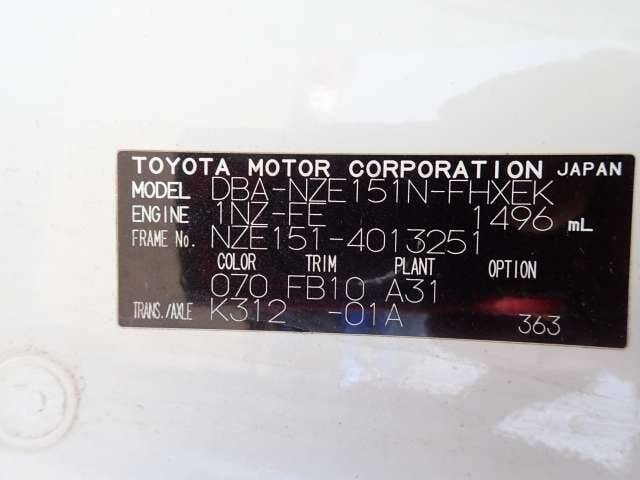 TOYOTA MOTOR CORPORATION JAPAN
MODEL DBA-NZE151N-FHXEK
ENGINE 1NZ-FE 1496 mL
FRAME No. NZE151-4013251
COLOR TRIM PLANT OPTION
070 FB10 A31
TRANS./AXLE K312 -01A 363